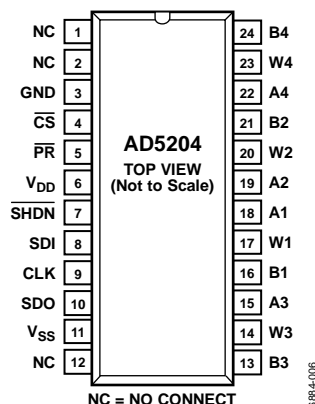 NC 1 24 B4
NC 2 23 W4
GND 3 22 A4
CS 4 21 B2
PR 5 20 W2
VDD 6 19 A2
SHDN 7 18 A1
SDI 8 17 W1
CLK 9 16 B1
SDO 10 15 A3
VSS 11 14 W3
NC 12 13 B3
AD5204
TOP VIEW
(Not to Scale)
NC = NO CONNECT